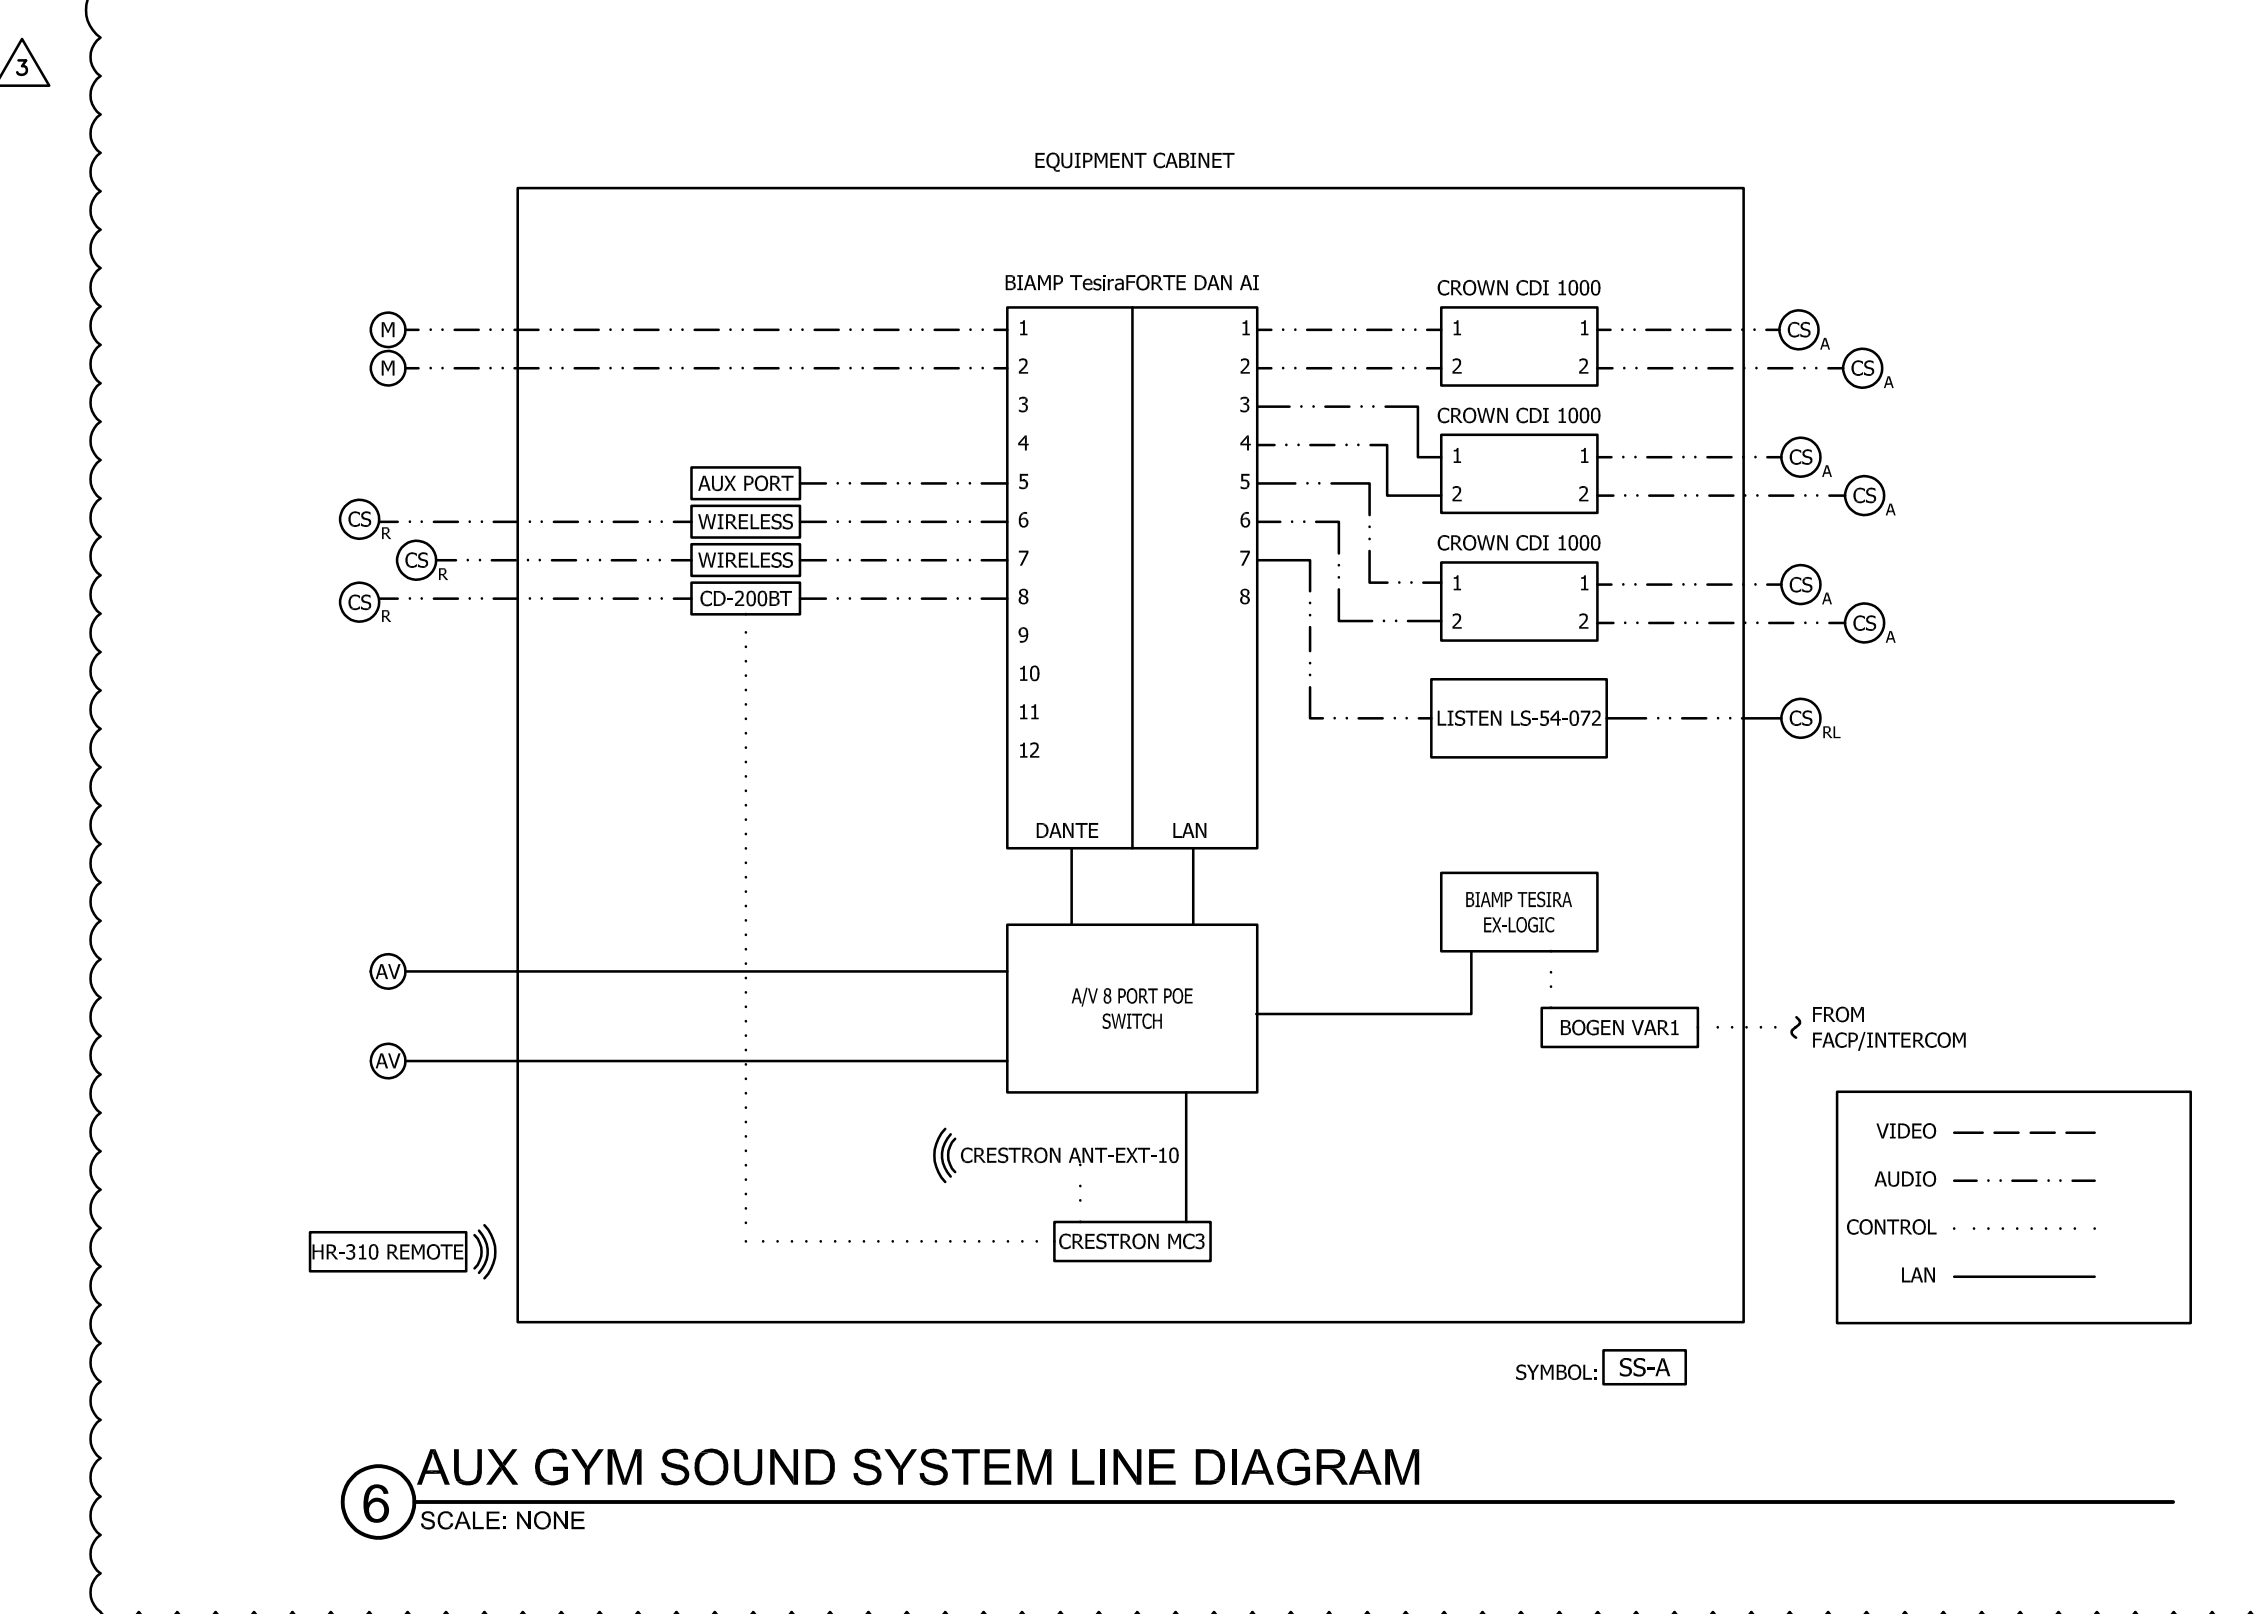 3
EQUIPMENT CABINET
BIAMP TesiraFORTE DAN AI
CROWN CDI 1000
M
1
1
1
1
CS
A
M
2
2
2
2
CS
A
3
3
CROWN CDI 1000
4
4
1
1
CS
A
AUX PORT
5
5
2
2
CS
A
CS
R
WIRELESS
6
6
CROWN CDI 1000
CS
R
WIRELESS
7
7
1
1
CS
A
CS
R
CD-200BT
8
8
2
2
CS
A
9
10
11
LISTEN LS-54-072
CS
RL
12
DANTE
LAN
BIAMP TESIRA
EX-LOGIC
AV
A/V 8 PORT POE
SWITCH
BOGEN VAR1
FROM
FACP/INTERCOM
AV
CRESTRON ANT-EXT-10
HR-310 REMOTE
CRESTRON MC3
VIDEO
AUDIO
CONTROL
LAN
SYMBOL: SS-A
6
AUX GYM SOUND SYSTEM LINE DIAGRAM
SCALE: NONE